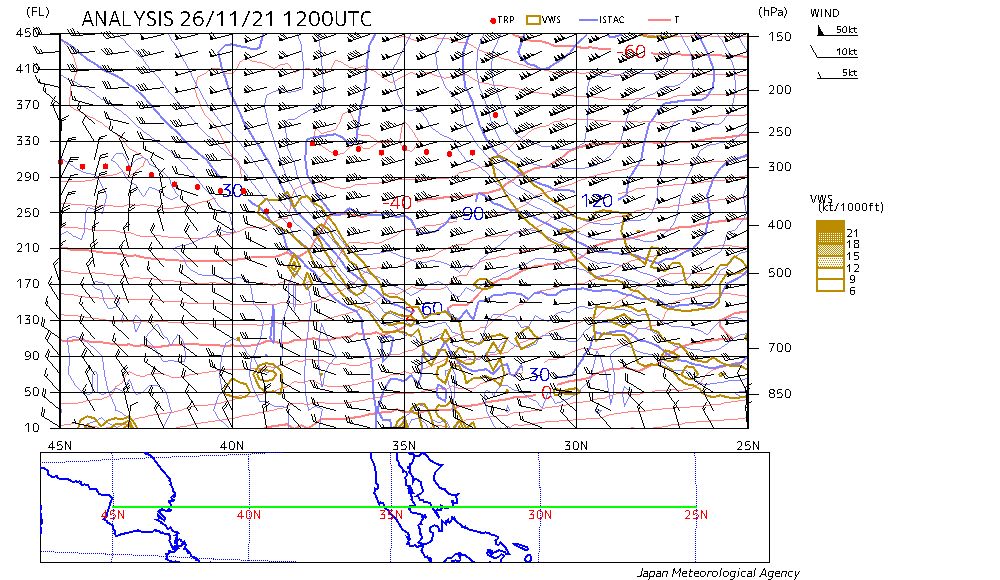 (FL) ANALYSIS 26/11/21 1200UTC TRP VWS ISTAC T (hPa) WIND
50kt
10kt
5kt
450 -60 150
410
370 200
330 250
290 30 -40 120 300
250 90 400
210
170 500
130 60
90 700
50 30 0 850
10
45N 40N 35N 30N 25N
VWS
(kt/1000ft)
21
18
15
12
9
6
45N 40N 35N 30N 25N
Japan Meteorological Agency